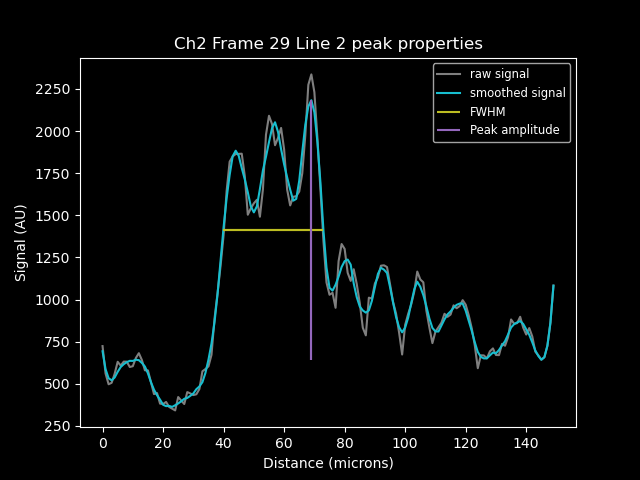 Ch2 Frame 29 Line 2 peak properties
raw signal
smoothed signal
FWHM
Peak amplitude
Signal (AU)
2250
2000
1750
1500
1250
1000
750
500
250
0 20 40 60 80 100 120 140
Distance (microns)